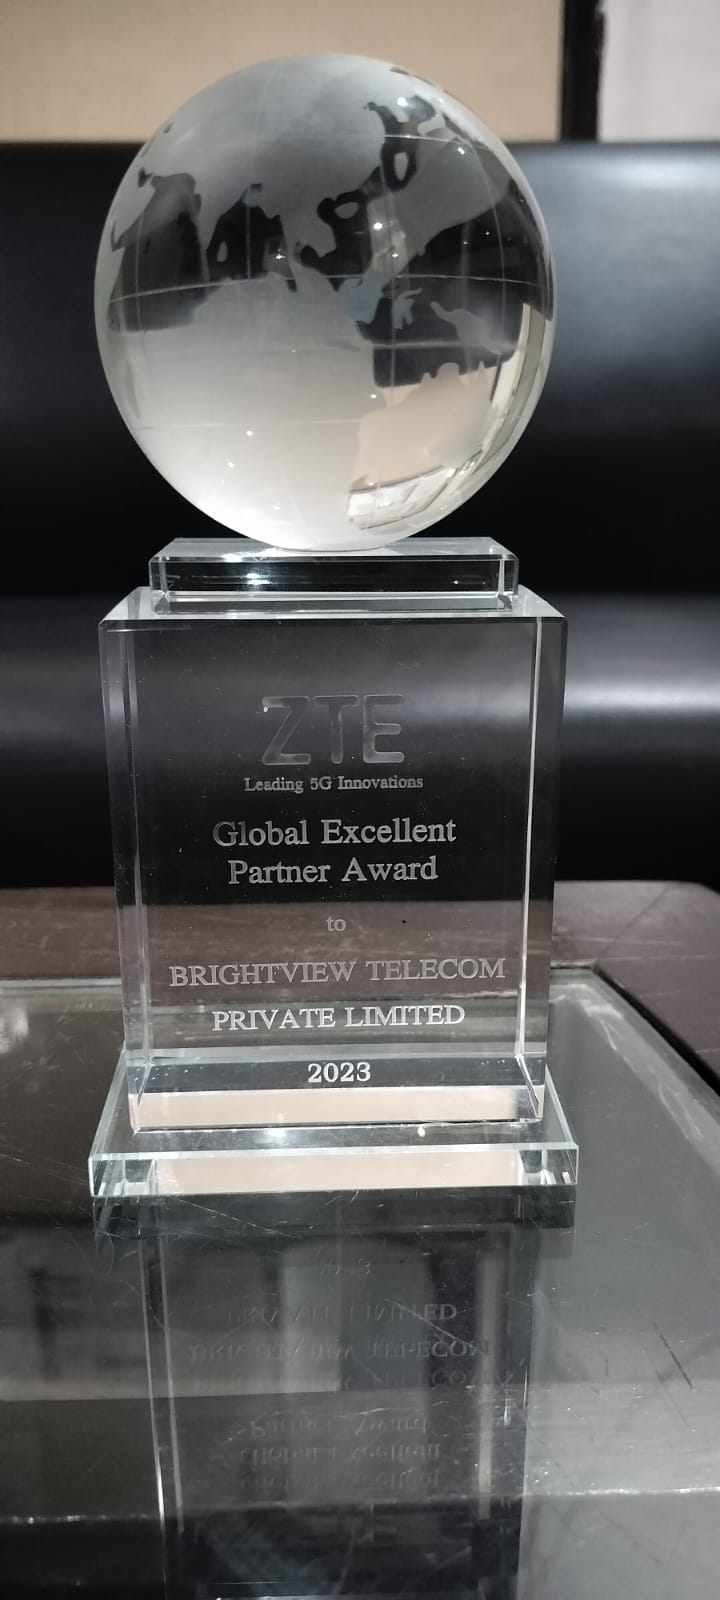 ZTE
Leading 5G Innovations
Global Excellent
Partner Award
to
BRIGHTVIEW TELECOM
PRIVATE LIMITED
2023